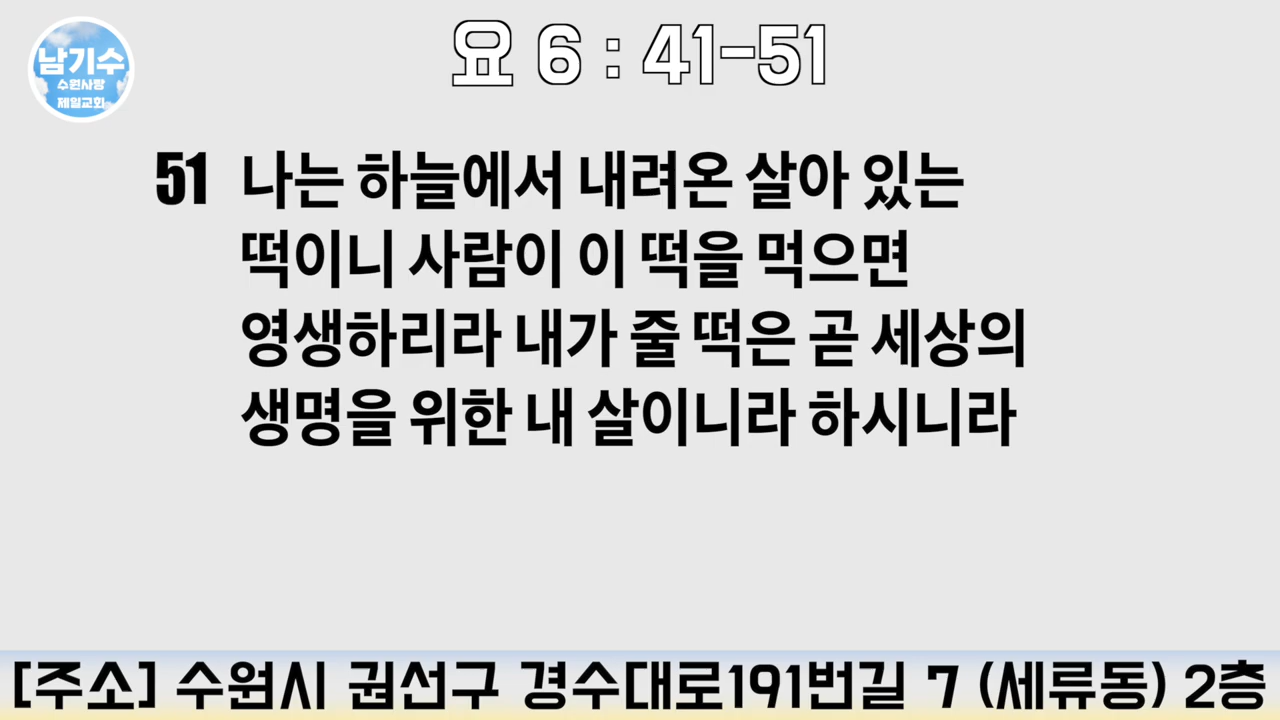 남기수
수원사랑
제일교회
요 6 : 41-51
51 나는 하늘에서 내려온 살아 있는
떡이니 사람이 이 떡을 먹으면
영생하리라 내가 줄 떡은 곧 세상의
생명을 위한 내 살이니라 하시니라
[주소] 수원시 권선구 경수대로191번길 7 (세류동) 2층